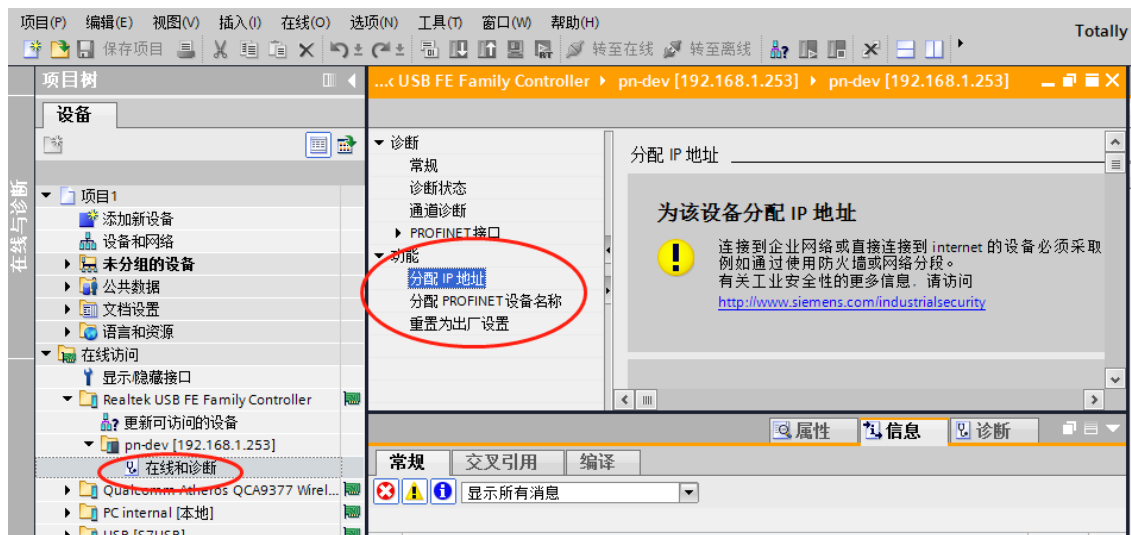 项目(P) 编辑(E) 视图(V) 插入(I) 在线(O) 选项(N) 工具(T) 窗口(W) 帮助(H)
Totally
保存项目 转至在线 转至离线
项目树
设备
在线与诊断
项目1
添加新设备
设备和网络
未分组的设备
公共数据
文档设置
语言和资源
在线访问
显示/隐藏接口
Realtek USB FE Family Controller
更新可访问的设备
pn-dev [192.168.1.253]
在线和诊断
Qualcomm Atheros QCA9377 Wirel...
PC internal [本地]
USB [S7USB]
...k USB FE Family Controller pn-dev [192.168.1.253] pn-dev [192.168.1.253]
诊断
常规
诊断状态
通道诊断
PROFINET接口
功能
分配 IP 地址
分配 PROFINET设备名称
重置为出厂设置
分配 IP 地址
为该设备分配 IP 地址
连接到企业网络或直接连接到 internet 的设备必须采取
例如通过使用防火墙或网络分段。
有关工业安全性的更多信息，请访问
http://www.siemens.com/industrialsecurity
属性 信息 诊断
常规 交叉引用 编译
显示所有消息